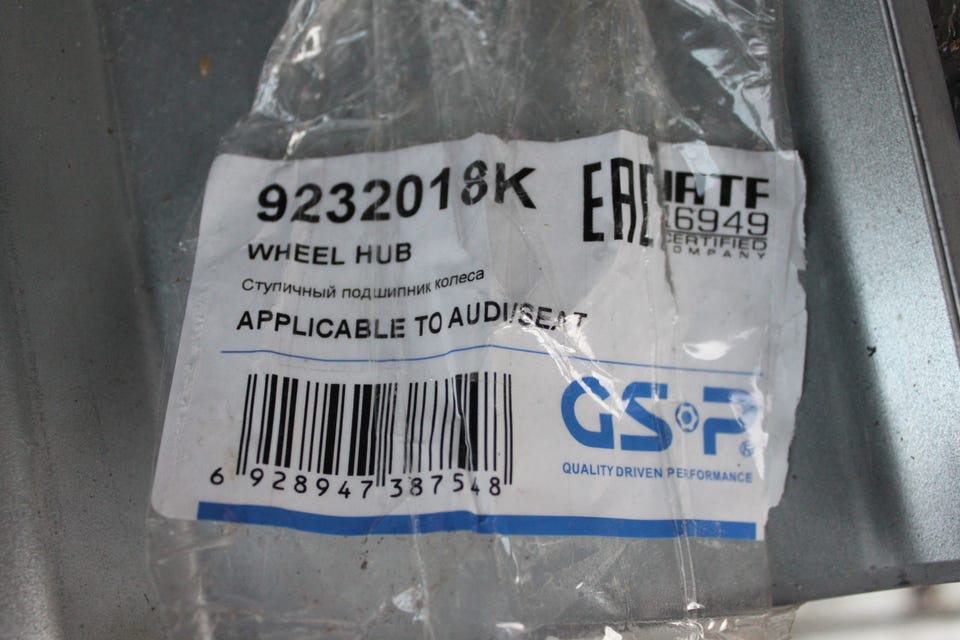 9232018K
EAC
IATF
16949
CERTIFIED
COMPANY
WHEEL HUB
Ступичный подшипник колеса
APPLICABLE TO AUDI/SEAT
6 928947 387548
GSP®
QUALITY DRIVEN PERFORMANCE